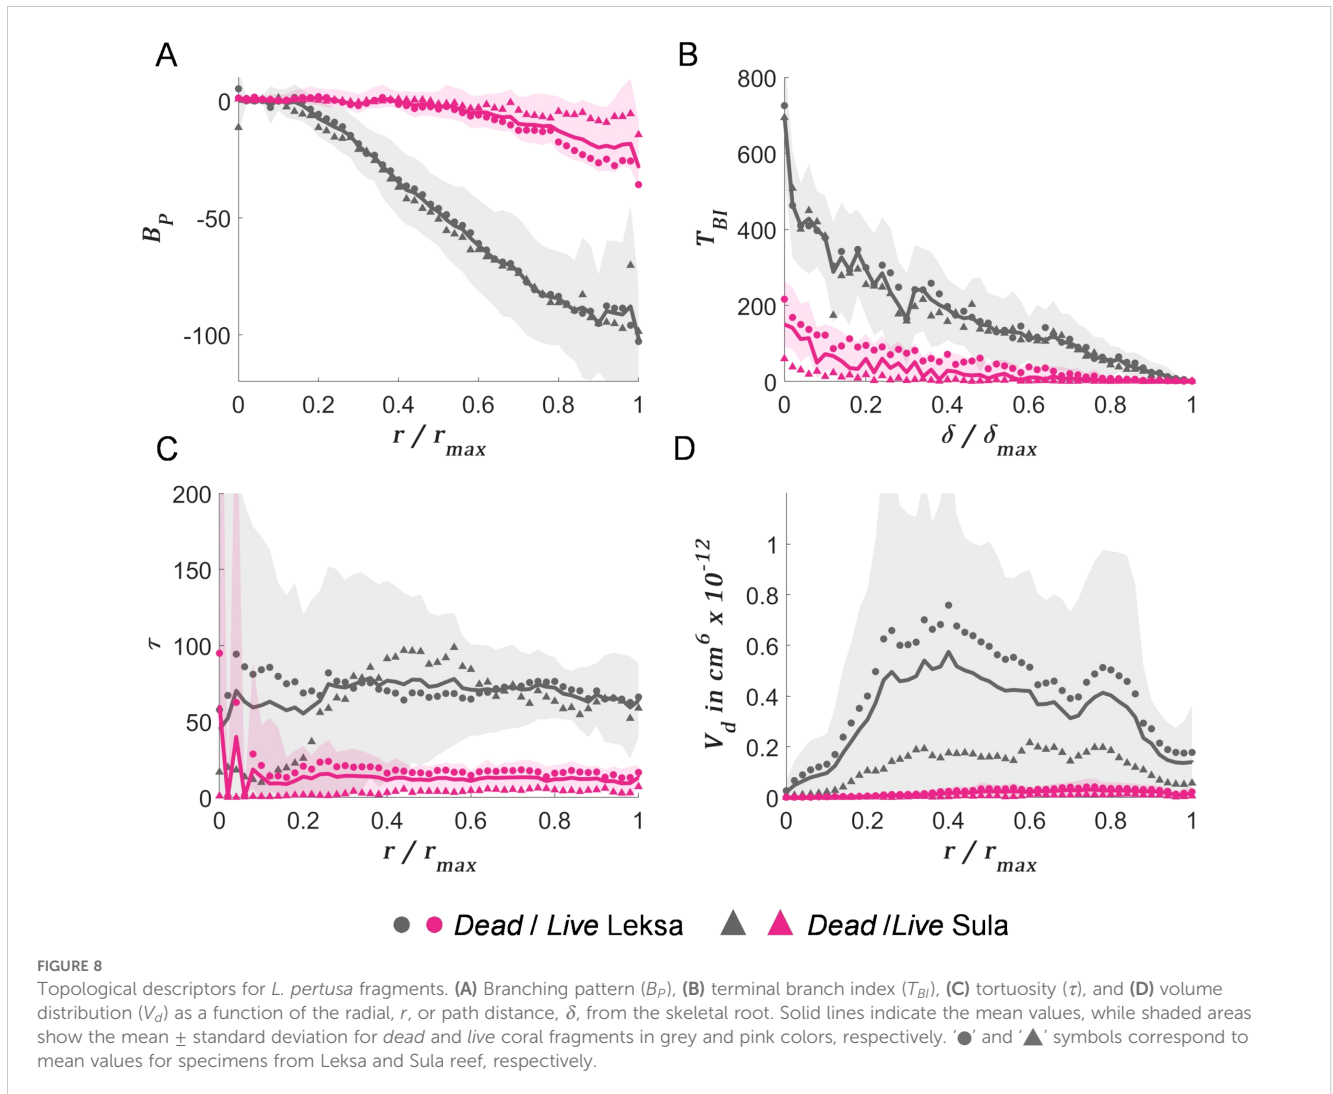 A
B
0
-50
-100
B_P
0 0.2 0.4 0.6 0.8 1
r / r_max
800
600
400
200
0
T_BI
0 0.2 0.4 0.6 0.8 1
δ / δ_max
C
D
200
150
100
50
0
τ
0 0.2 0.4 0.6 0.8 1
r / r_max
1
0.8
0.6
0.4
0.2
0
V_d in cm^6 x 10^-12
0 0.2 0.4 0.6 0.8 1
r / r_max
● ● Dead / Live Leksa ▲ ▲ Dead /Live Sula
FIGURE 8
Topological descriptors for L. pertusa fragments. (A) Branching pattern (B_P), (B) terminal branch index (T_BI), (C) tortuosity (τ), and (D) volume
distribution (V_d) as a function of the radial, r, or path distance, δ, from the skeletal root. Solid lines indicate the mean values, while shaded areas
show the mean ± standard deviation for dead and live coral fragments in grey and pink colors, respectively. '●' and '▲' symbols correspond to
mean values for specimens from Leksa and Sula reef, respectively.